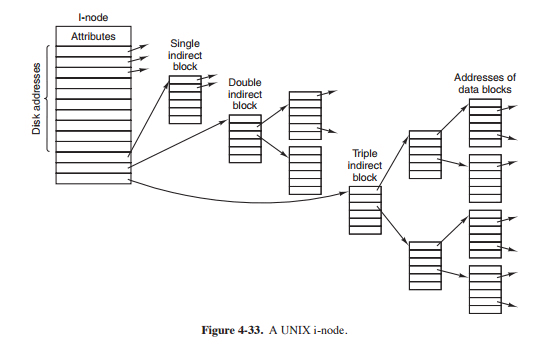 I-node
Attributes
Disk addresses
Single
indirect
block
Double
indirect
block
Triple
indirect
block
Addresses of
data blocks
Figure 4-33. A UNIX i-node.